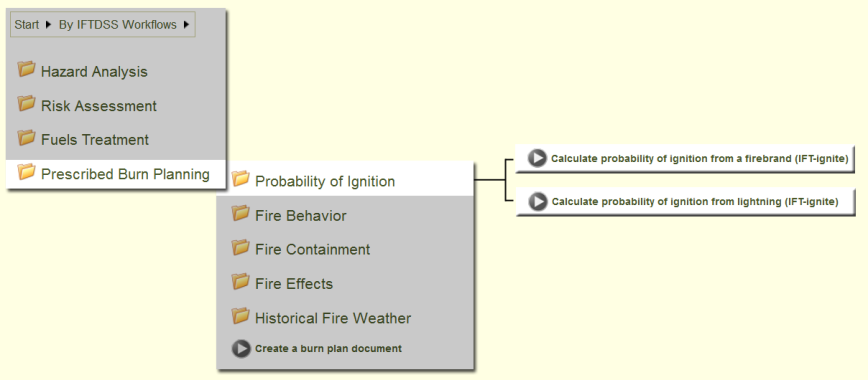 Start ▶ By IFTDSS Workflows ▶
Hazard Analysis
Risk Assessment
Fuels Treatment
Prescribed Burn Planning
Probability of Ignition
Fire Behavior
Fire Containment
Fire Effects
Historical Fire Weather
Create a burn plan document
Calculate probability of ignition from a firebrand (IFT-ignite)
Calculate probability of ignition from lightning (IFT-ignite)